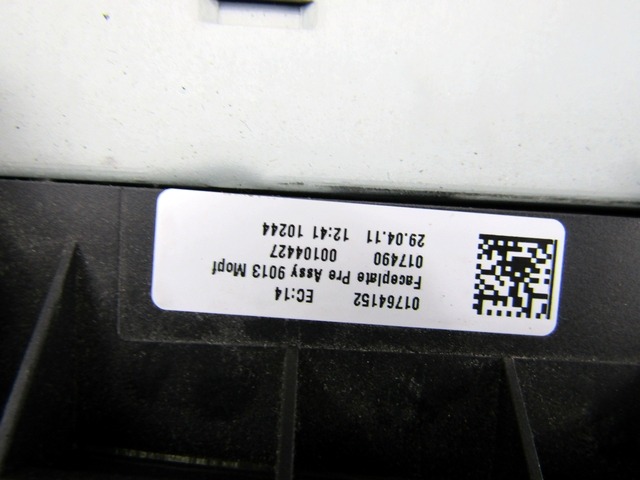 01764152 EC:14
Faceplate Pre Assy 9013 Mopf
017490 00104427
29.04.11 12:41 10244